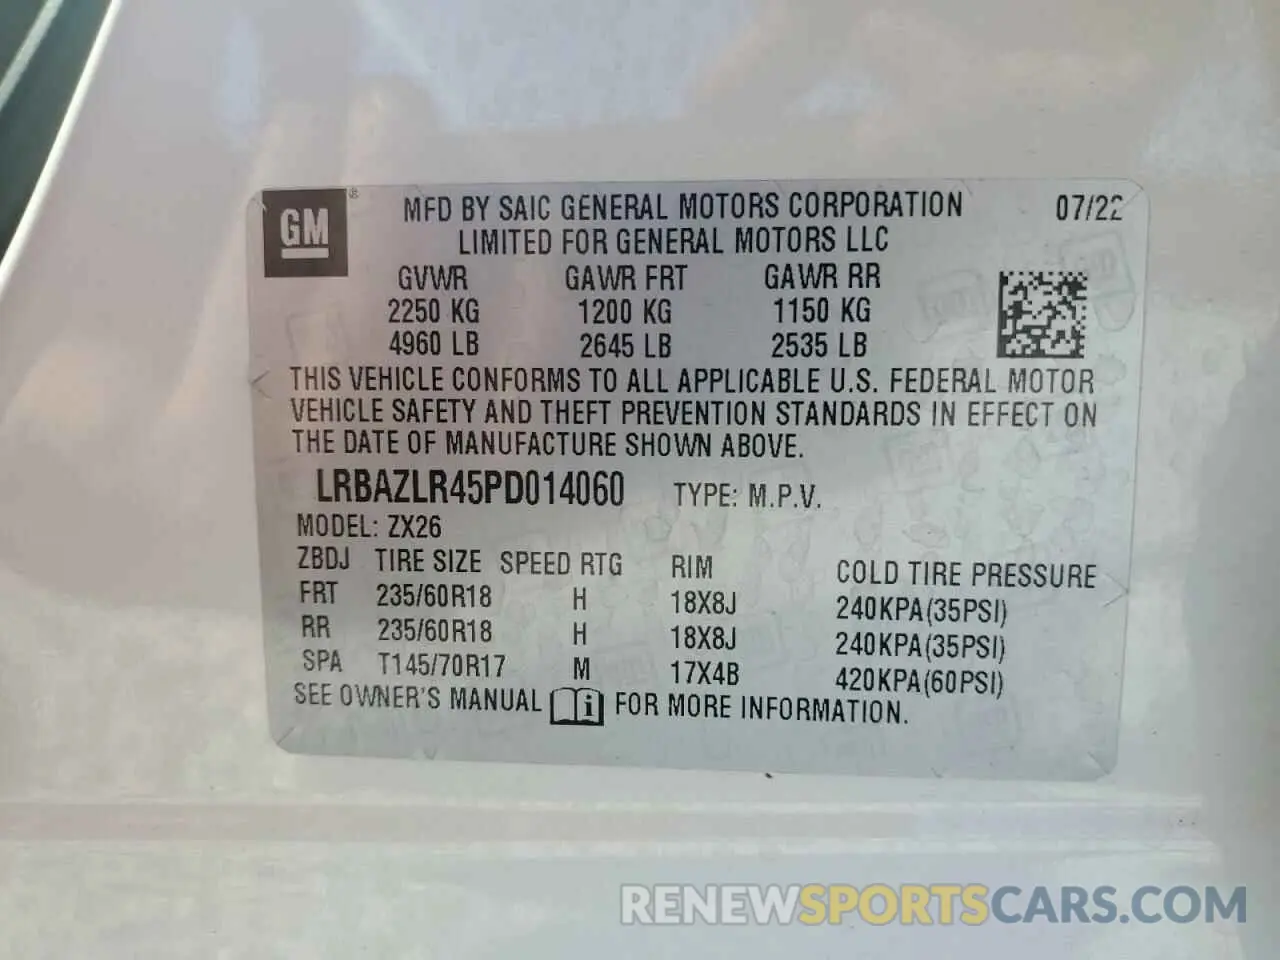 GM ®
MFD BY SAIC GENERAL MOTORS CORPORATION 07/22
LIMITED FOR GENERAL MOTORS LLC
GVWR GAWR FRT GAWR RR
2250 KG 1200 KG 1150 KG
4960 LB 2645 LB 2535 LB
THIS VEHICLE CONFORMS TO ALL APPLICABLE U.S. FEDERAL MOTOR
VEHICLE SAFETY AND THEFT PREVENTION STANDARDS IN EFFECT ON
THE DATE OF MANUFACTURE SHOWN ABOVE.
LRBAZLR45PD014060 TYPE: M.P.V.
MODEL: ZX26
ZBDJ TIRE SIZE SPEED RTG RIM COLD TIRE PRESSURE
FRT 235/60R18 H 18X8J 240KPA(35PSI)
RR 235/60R18 H 18X8J 240KPA(35PSI)
SPA T145/70R17 M 17X4B 420KPA(60PSI)
SEE OWNER'S MANUAL i FOR MORE INFORMATION.
RENEWSPORTSCARS.COM